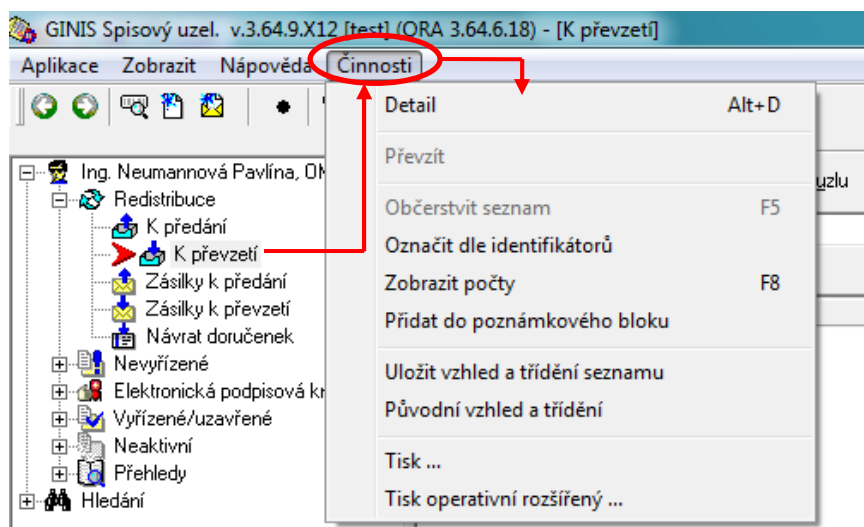 GINIS Spisový uzel. v.3.64.9.X12 [test] (ORA 3.64.6.18) - [K převzetí]
Aplikace Zobrazit Nápověda Činnosti
Detail Alt+D
Převzít
Občerstvit seznam F5
Označit dle identifikátorů
Zobrazit počty F8
Přidat do poznámkového bloku
Uložit vzhled a třídění seznamu
Původní vzhled a třídění
Tisk ...
Tisk operativní rozšířený ...
uzlu
Ing. Neumannová Pavlína,
Redistribuce
K předání
K převzetí
Zásilky k předání
Zásilky k převzetí
Návrat doručenek
Nevyřízené
Elektronická podpisová
Vyřízené/uzavřené
Neaktivní
Přehledy
Hledání